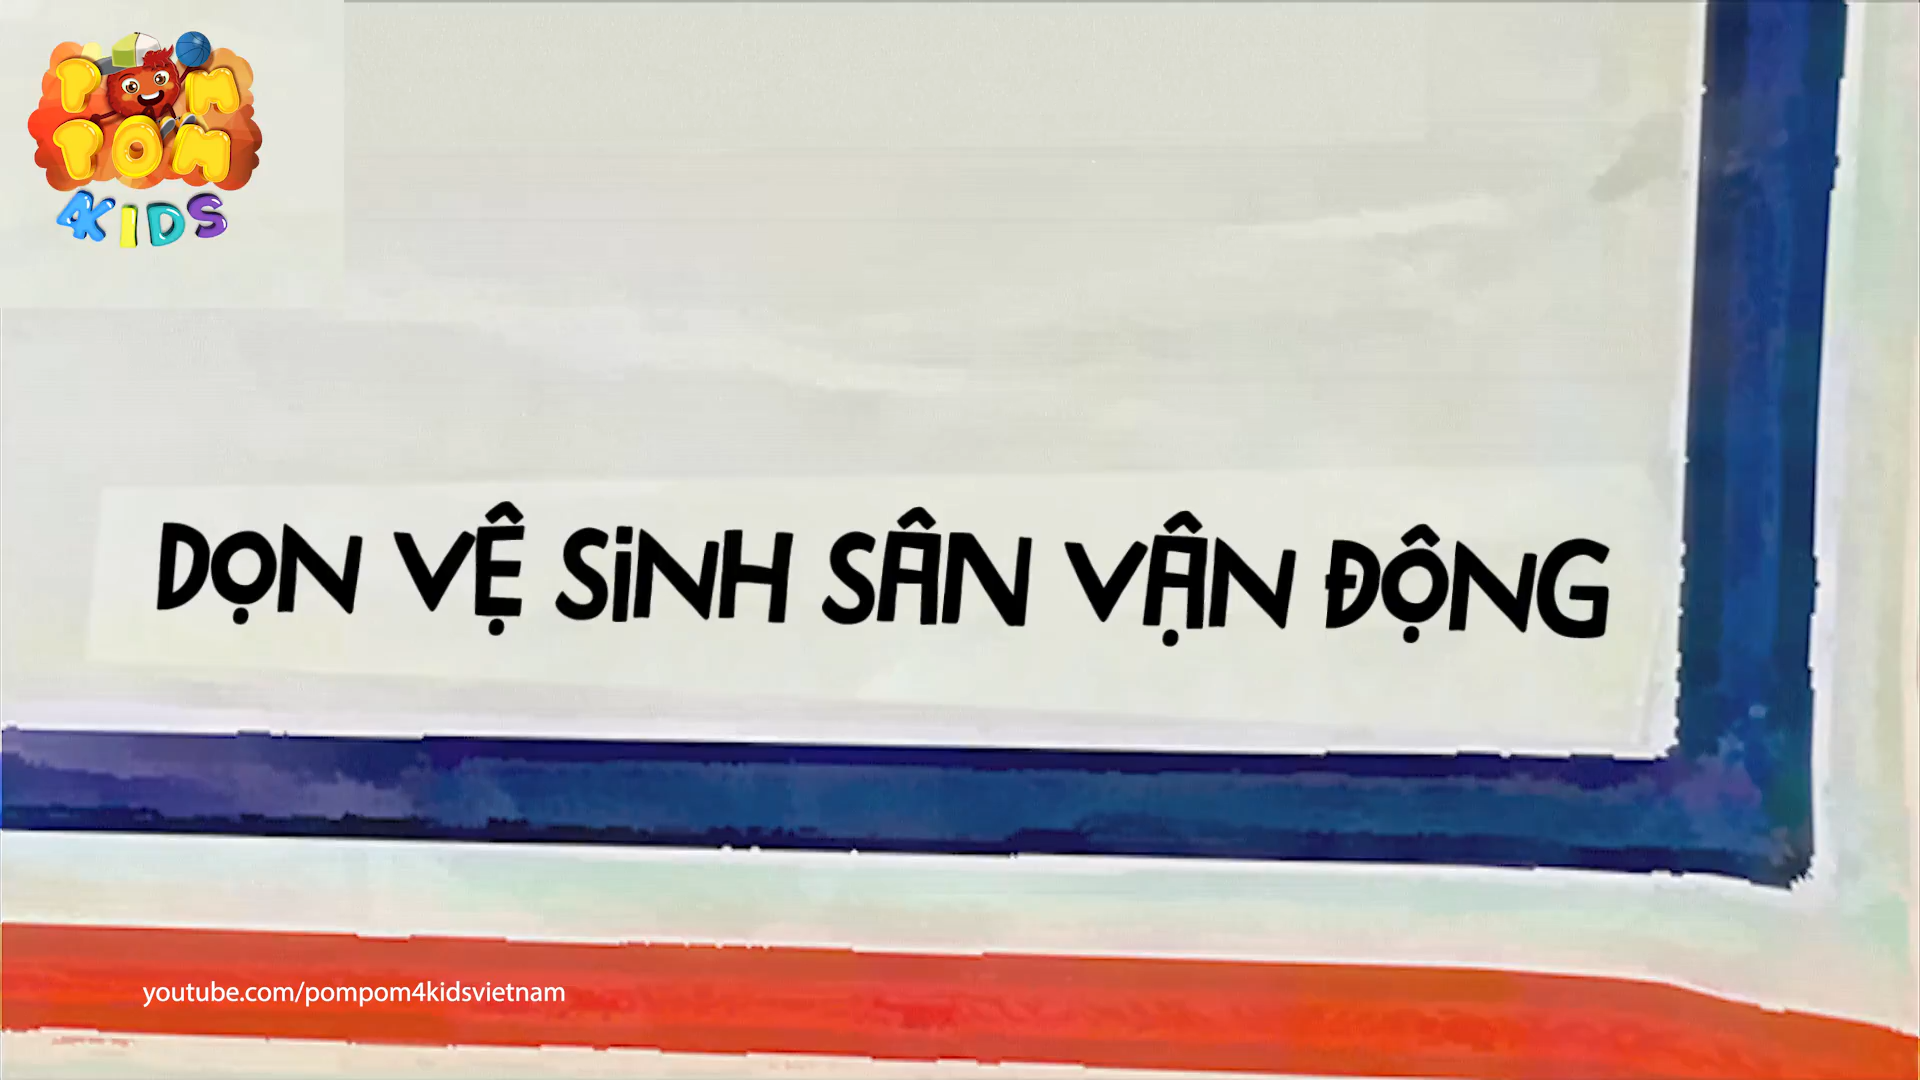 POM
POM
4KIDS
DỌN VỆ SiNH SÂN VẬN ĐỘNG
youtube.com/pompom4kidsvietnam